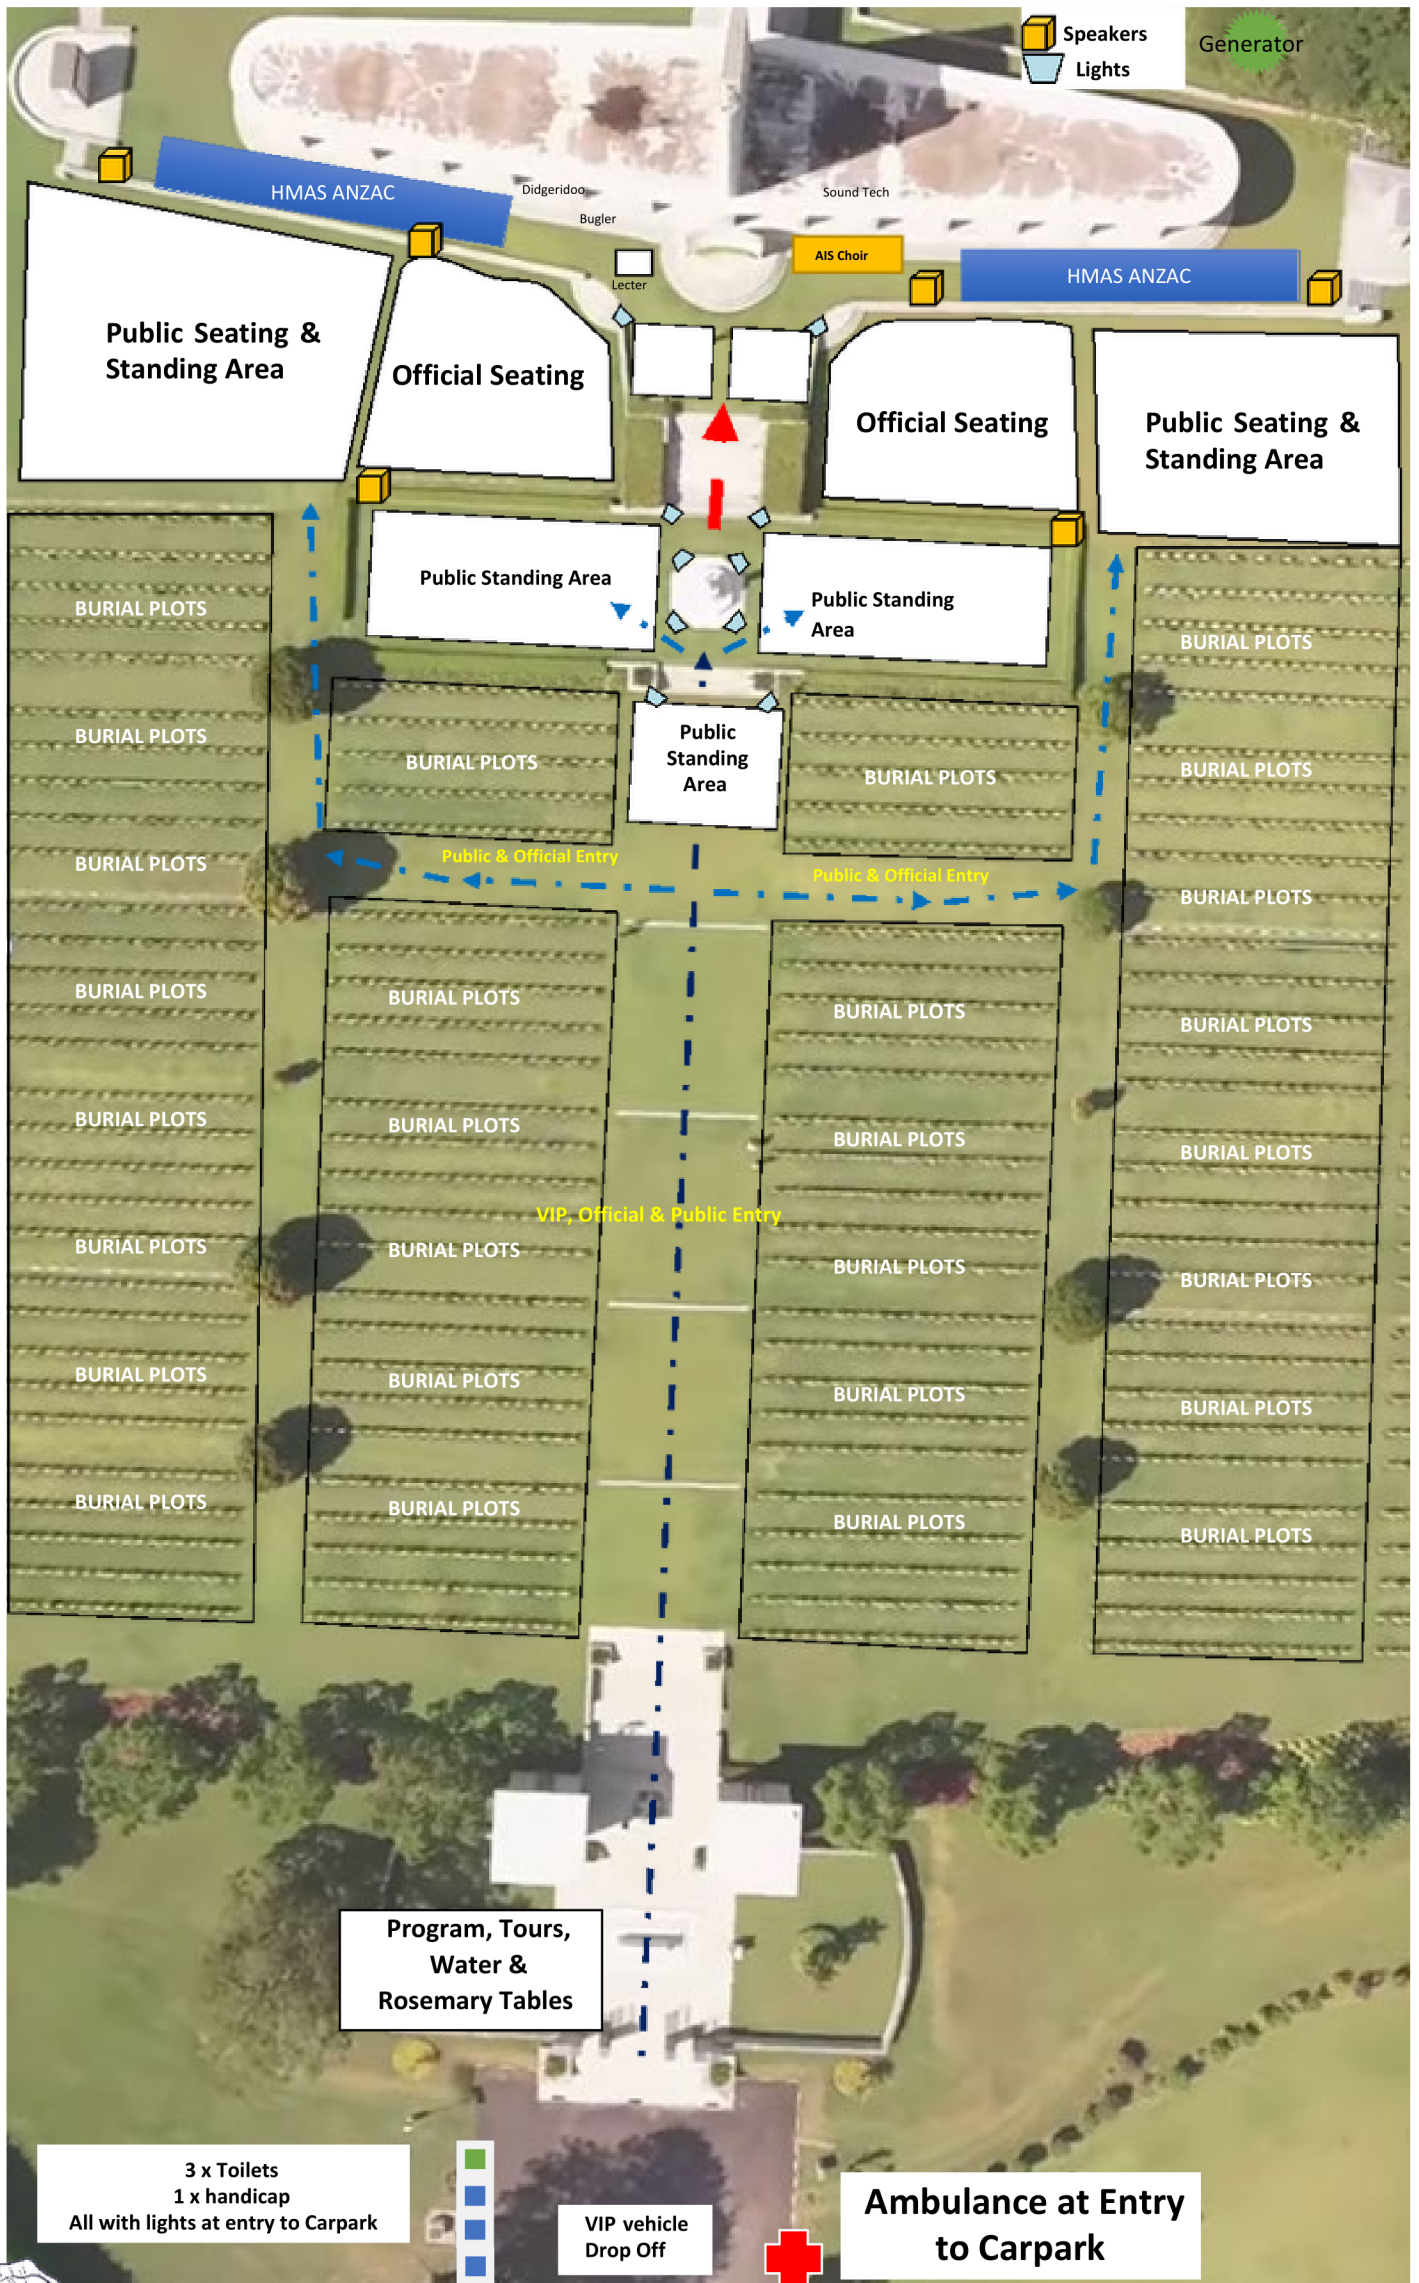 Speakers
Lights
Generator
HMAS ANZAC
Didgeridoo
Bugler
Sound Tech
AIS Choir
HMAS ANZAC
Lecter
Public Seating &
Standing Area
Official Seating
Official Seating
Public Seating &
Standing Area
Public Standing Area
Public Standing
Area
BURIAL PLOTS
BURIAL PLOTS
BURIAL PLOTS
BURIAL PLOTS
Public
Standing
Area
BURIAL PLOTS
BURIAL PLOTS
BURIAL PLOTS
Public & Official Entry
Public & Official Entry
BURIAL PLOTS
BURIAL PLOTS
BURIAL PLOTS
BURIAL PLOTS
BURIAL PLOTS
BURIAL PLOTS
BURIAL PLOTS
BURIAL PLOTS
BURIAL PLOTS
BURIAL PLOTS
VIP, Official & Public Entry
BURIAL PLOTS
BURIAL PLOTS
BURIAL PLOTS
BURIAL PLOTS
BURIAL PLOTS
BURIAL PLOTS
BURIAL PLOTS
BURIAL PLOTS
BURIAL PLOTS
BURIAL PLOTS
BURIAL PLOTS
BURIAL PLOTS
Program, Tours,
Water &
Rosemary Tables
3 x Toilets
1 x handicap
All with lights at entry to Carpark
VIP vehicle
Drop Off
Ambulance at Entry
to Carpark